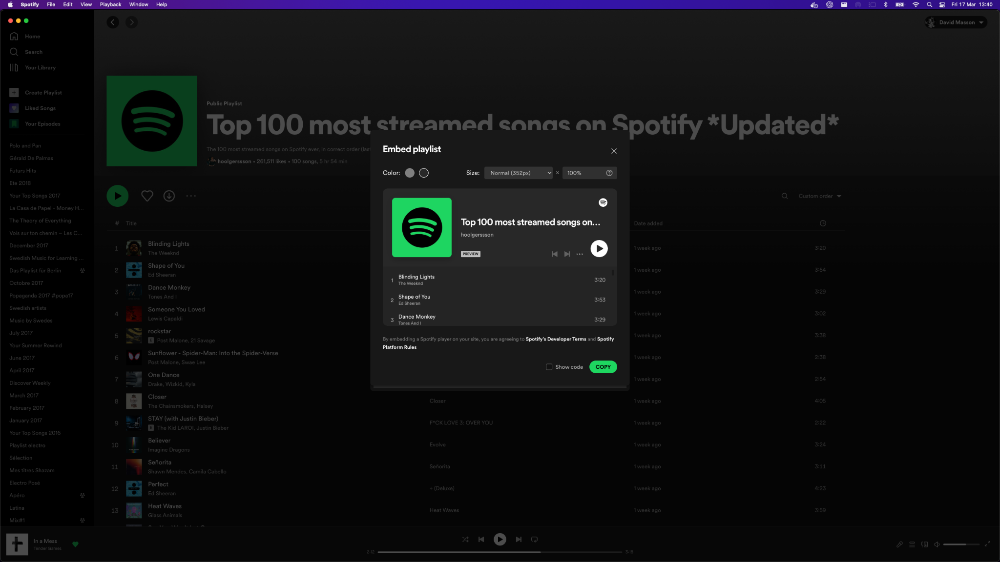 Spotify File Edit View Playback Window Help
Fri 17 Mar 13:40
David Masson
Home
Search
Your Library
Create Playlist
Liked Songs
Your Episodes
Polo and Pan
Gérald De Palmas
Futurs Hits
Ete 2018
Your Top Songs 2017
La Casa de Papel - Money H...
The Theory of Everything
Vois sur ton chemin – Les C...
December 2017
Swedish Music for Learning ...
Das Playlist für Berlin
Octobre 2017
Popaganda 2017 #popa17
Swedish artists
Music by Swedes
July 2017
Your Summer Rewind
June 2017
April 2017
Discover Weekly
March 2017
February 2017
January 2017
Your Top Songs 2016
Playlist electro
Sélection
Mes titres Shazam
Electro Posé
Apéro
Latina
Mix#1
Public Playlist
Top 100 most streamed songs on Spotify *Updated*
The 100 most streamed songs on Spotify ever, in correct order (las
hoolgerssson • 261,511 likes • 100 songs, 5 hr 54 min
Custom order
# Title Date added
1 Blinding Lights 1 week ago 3:20
The Weeknd
2 Shape of You 1 week ago 3:54
Ed Sheeran
3 Dance Monkey 1 week ago 3:29
Tones And I
4 Someone You Loved 1 week ago 3:02
Lewis Capaldi
5 rockstar 1 week ago 3:38
E Post Malone, 21 Savage
6 Sunflower - Spider-Man: Into the Spider-Verse 1 week ago 2:38
Post Malone, Swae Lee
7 One Dance 1 week ago 2:54
Drake, Wizkid, Kyla
8 Closer Closer 1 week ago 4:05
The Chainsmokers, Halsey
9 STAY (with Justin Bieber) F*CK LOVE 3: OVER YOU 1 week ago 2:22
E The Kid LAROI, Justin Bieber
10 Believer Evolve 1 week ago 3:24
Imagine Dragons
11 Señorita Señorita 1 week ago 3:11
Shawn Mendes, Camila Cabello
12 Perfect ÷ (Deluxe) 1 week ago 4:23
Ed Sheeran
13 Heat Waves Heat Waves 1 week ago 3:59
Glass Animals
Embed playlist
Color: Size: Normal (352px) × 100%
Top 100 most streamed songs on...
hoolgerssson
PREVIEW
1 Blinding Lights 3:20
The Weeknd
2 Shape of You 3:53
Ed Sheeran
3 Dance Monkey 3:29
Tones And I
By embedding a Spotify player on your site, you are agreeing to Spotify's Developer Terms and Spotify
Platform Rules
Show code COPY
In a Mess
Tender Games
2:12 3:18